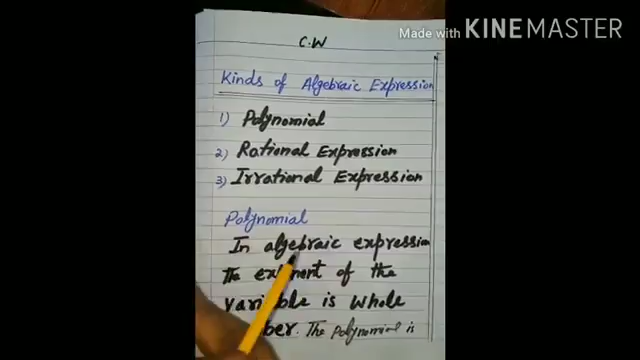 Made with KINEMASTER
C.W
Kinds of Algebraic Expression
1) Polynomial
2) Rational Expression
3) Irrational Expression
Polynomial
In algebraic expression
the exponent of the
variable is whole
The Polynomial is